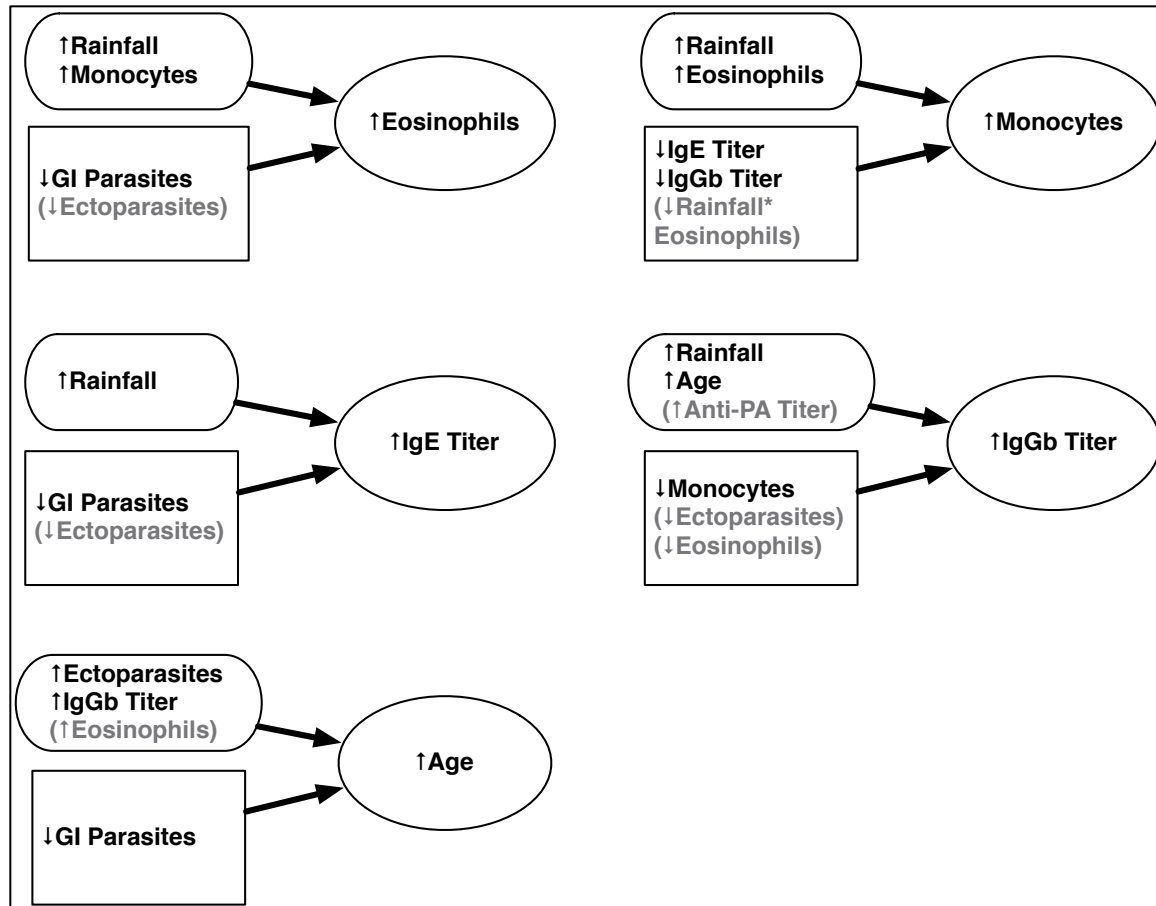 ↑Rainfall
↑Monocytes
↓GI Parasites
(↓Ectoparasites)
↑Eosinophils
↑Rainfall
↑Eosinophils
↓IgE Titer
↓IgGb Titer
(↓Rainfall*
Eosinophils)
↑Monocytes
↑Rainfall
↓GI Parasites
(↓Ectoparasites)
↑IgE Titer
↑Rainfall
↑Age
(↑Anti-PA Titer)
↓Monocytes
(↓Ectoparasites)
(↓Eosinophils)
↑IgGb Titer
↑Ectoparasites
↑IgGb Titer
(↑Eosinophils)
↓GI Parasites
↑Age